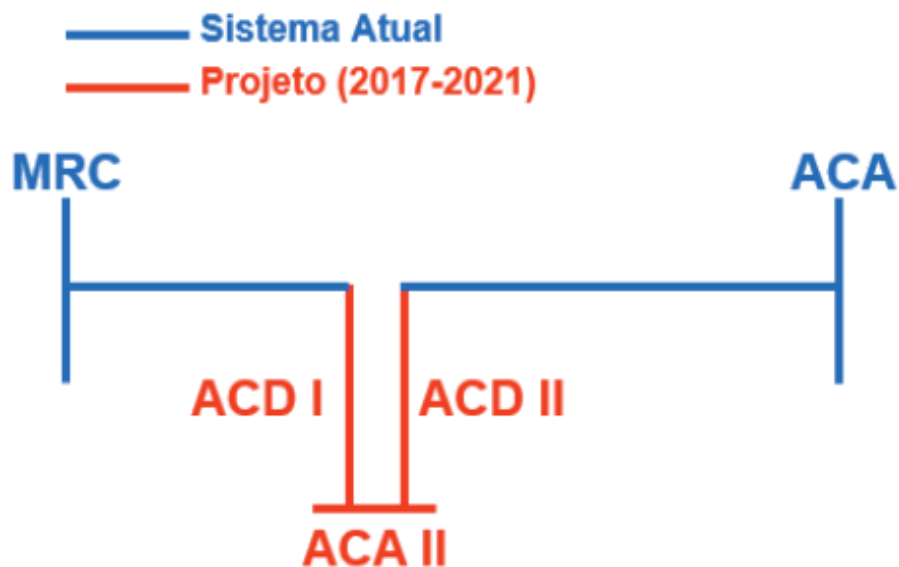 Sistema Atual
Projeto (2017-2021)
MRC
ACA
ACD I
ACD II
ACA II